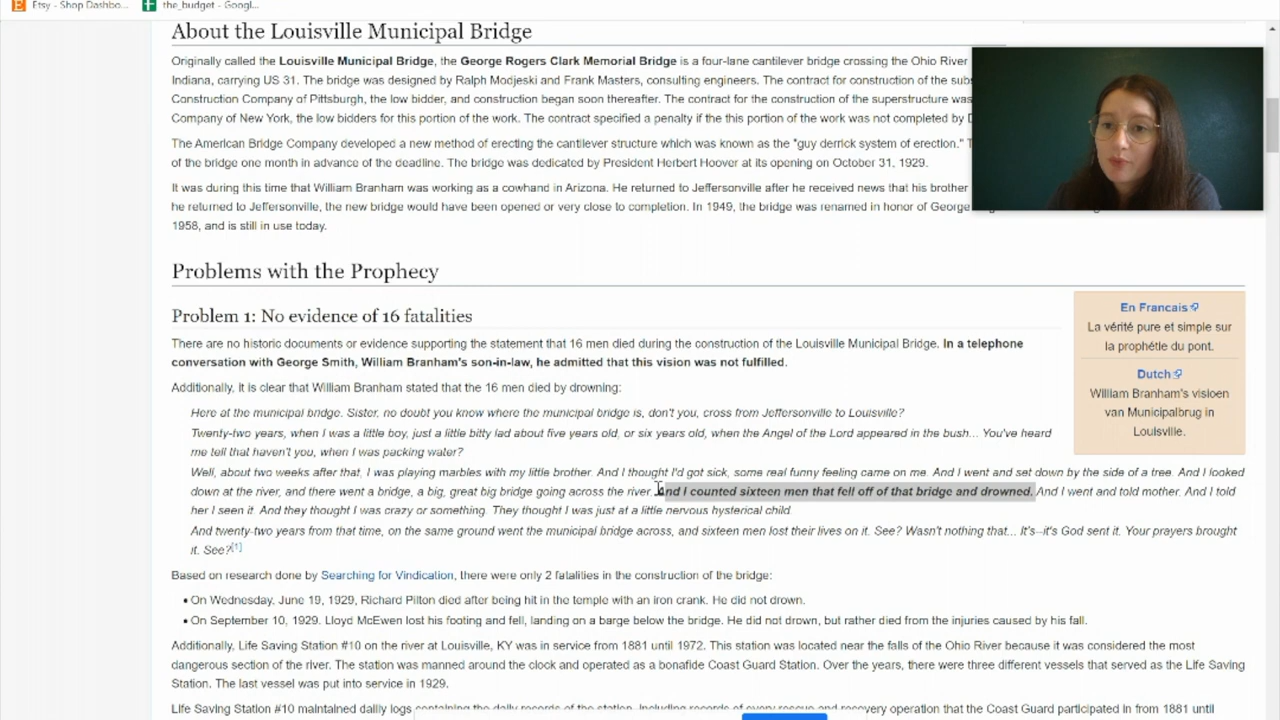 Etsy - Shop Dashbo... the_budget - Googl...
About the Louisville Municipal Bridge
Originally called the Louisville Municipal Bridge, the George Rogers Clark Memorial Bridge is a four-lane cantilever bridge crossing the Ohio River
Indiana, carrying US 31. The bridge was designed by Ralph Modjeski and Frank Masters, consulting engineers. The contract for construction of the
Construction Company of Pittsburgh, the low bidder, and construction began soon thereafter. The contract for the construction of the superstructure was
Company of New York, the low bidders for this portion of the work. The contract specified a penalty if the this portion of the work was not completed by
The American Bridge Company developed a new method of erecting the cantilever structure which was known as the "guy derrick system of erection."
of the bridge one month in advance of the deadline. The bridge was dedicated by President Herbert Hoover at its opening on October 31, 1929.
It was during this time that William Branham was working as a cowhand in Arizona. He returned to Jeffersonville after he received news that his brother
he returned to Jeffersonville, the new bridge would have been opened or very close to completion. In 1949, the bridge was renamed in honor of George
1958, and is still in use today.
Problems with the Prophecy
Problem 1: No evidence of 16 fatalities
There are no historic documents or evidence supporting the statement that 16 men died during the construction of the Louisville Municipal Bridge. In a telephone
conversation with George Smith, William Branham's son-in-law, he admitted that this vision was not fulfilled.
Additionally, it is clear that William Branham stated that the 16 men died by drowning:
Here at the municipal bridge. Sister, no doubt you know where the municipal bridge is, don't you, cross from Jeffersonville to Louisville?
Twenty-two years, when I was a little boy, just a little bitty lad about five years old, or six years old, when the Angel of the Lord appeared in the bush... You've heard
me tell that haven't you, when I was packing water?
Well, about two weeks after that, I was playing marbles with my little brother. And I thought I'd got sick, some real funny feeling came on me. And I went and set down by the side of a tree. And I looked
down at the river, and there went a bridge, a big, great big bridge going across the river. And I counted sixteen men that fell off of that bridge and drowned. And I went and told mother. And I told
her I seen it. And they thought I was crazy or something. They thought I was just at a little nervous hysterical child.
And twenty-two years from that time, on the same ground went the municipal bridge across, and sixteen men lost their lives on it. See? Wasn't nothing that... It's--it's God sent it. Your prayers brought
it. See?[1]
En Francais
La vérité pure et simple sur
la prophétie du pont.
Dutch
William Branham's visioen
van Municipalbrug in
Louisville.
Based on research done by Searching for Vindication, there were only 2 fatalities in the construction of the bridge:
• On Wednesday, June 19, 1929, Richard Pilton died after being hit in the temple with an iron crank. He did not drown.
• On September 10, 1929. Lloyd McEwen lost his footing and fell, landing on a barge below the bridge. He did not drown, but rather died from the injuries caused by his fall.
Additionally, Life Saving Station #10 on the river at Louisville, KY was in service from 1881 until 1972. This station was located near the falls of the Ohio River because it was considered the most
dangerous section of the river. The station was manned around the clock and operated as a bonafide Coast Guard Station. Over the years, there were three different vessels that served as the Life Saving
Station. The last vessel was put into service in 1929.
Life Saving Station #10 maintained dailly logs containing the daily records of the station, including records of every rescue and recovery operation that the Coast Guard participated in from 1881 until